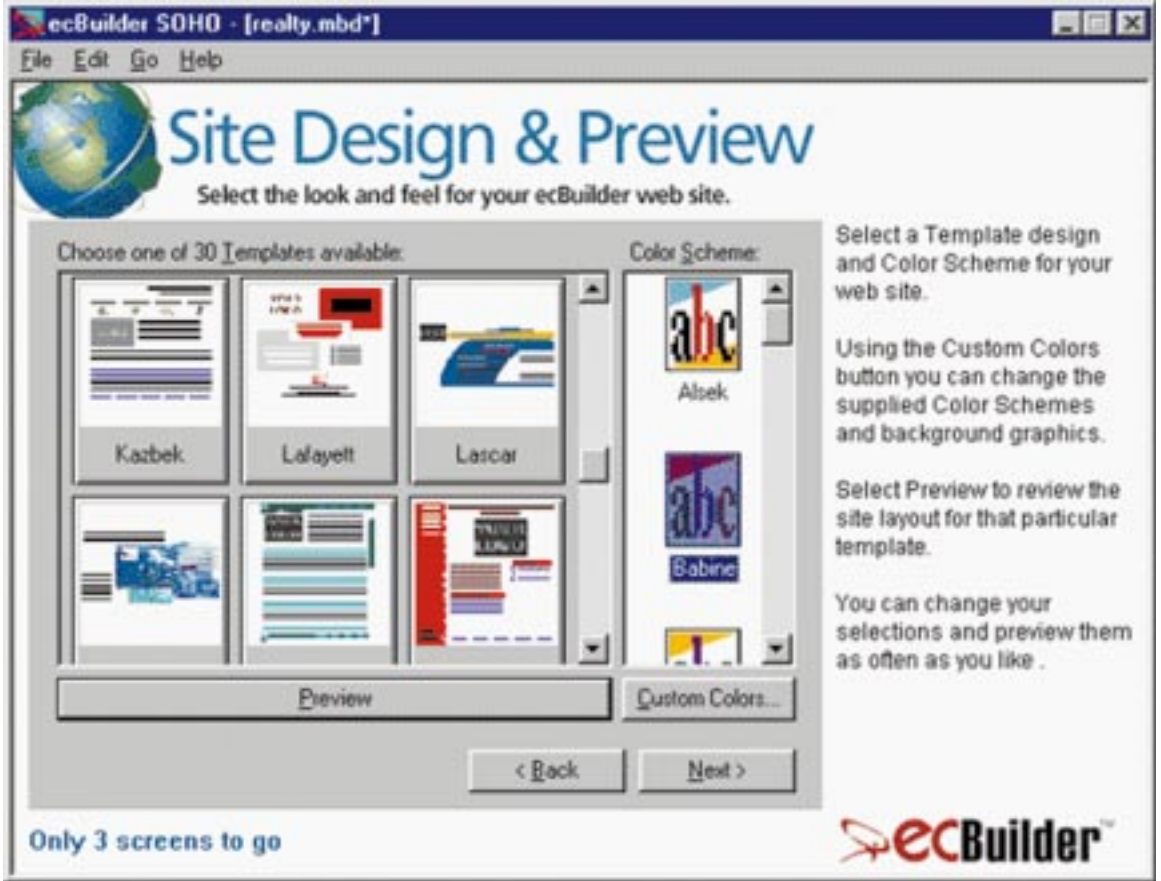 ecBuilder SOHO - [realty.mbd*]
File Edit Go Help
Site Design & Preview
Select the look and feel for your ecBuilder web site.
Choose one of 30 Templates available:
Color Scheme:
Kazbek
Lafayett
Lascar
abc
Alsek
abc
Babine
Preview
Custom Colors...
< Back
Next >
Select a Template design
and Color Scheme for your
web site.
Using the Custom Colors
button you can change the
supplied Color Schemes
and background graphics.
Select Preview to review the
site layout for that particular
template.
You can change your
selections and preview them
as often as you like .
Only 3 screens to go
ecBuilder™